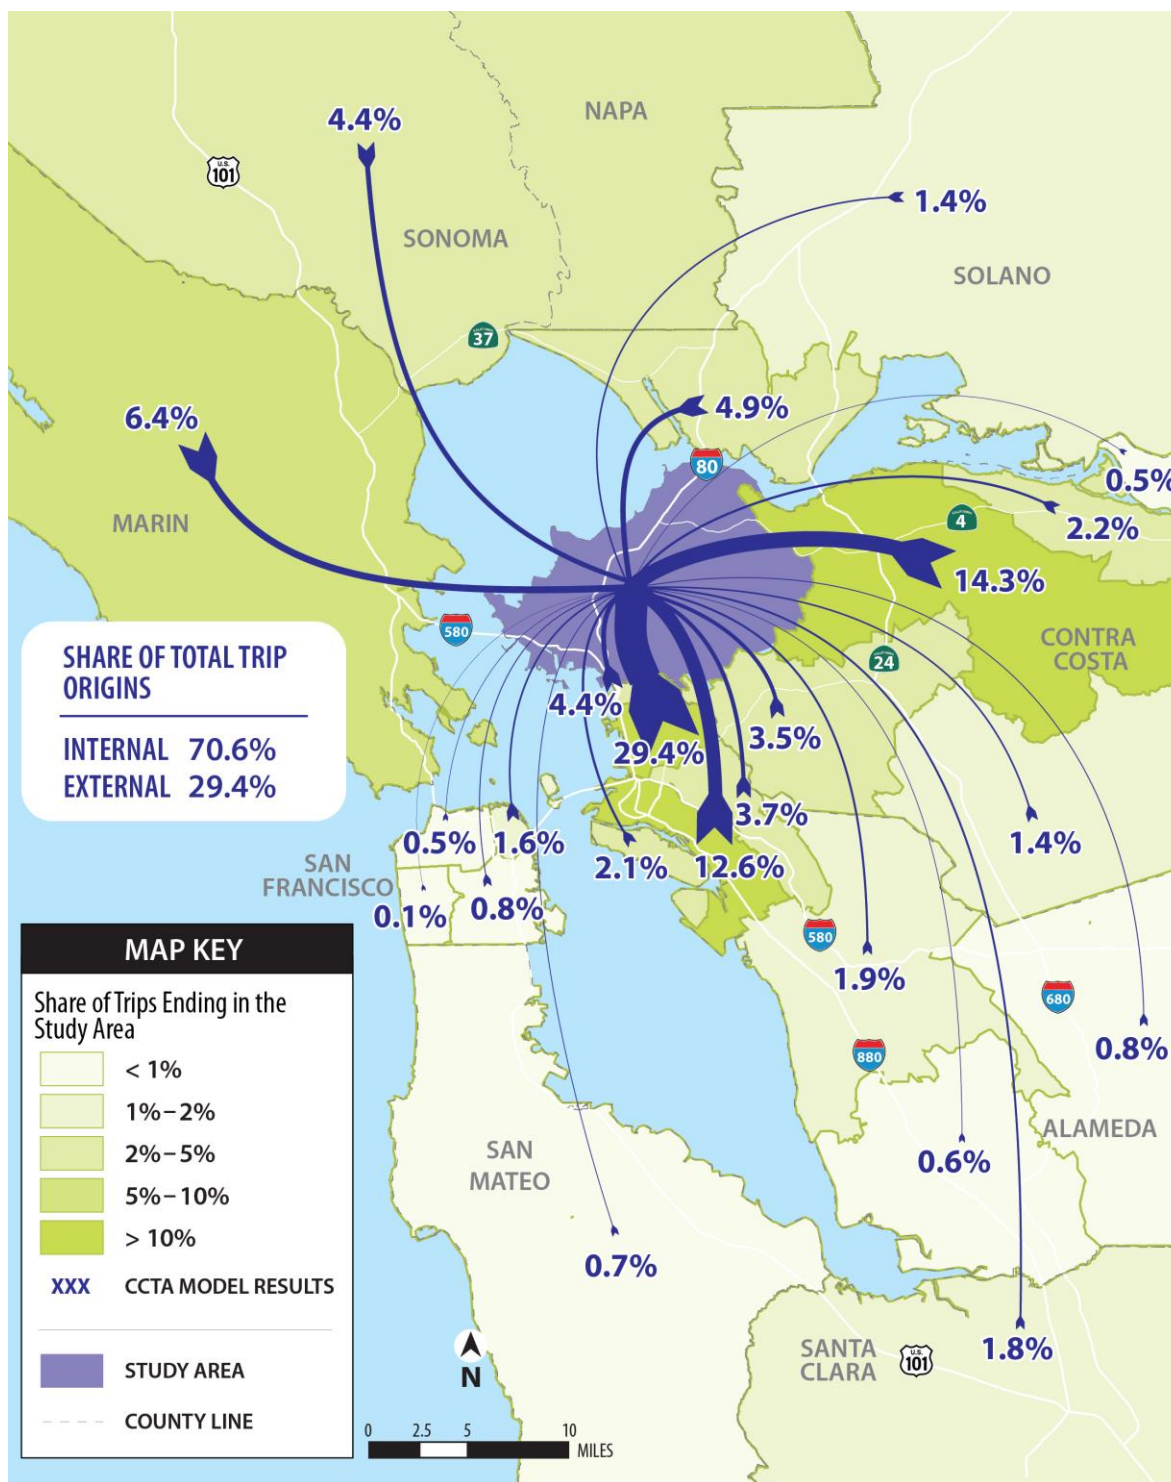 NAPA
4.4%
U.S.
101
1.4%
SONOMA
SOLANO
CALIFORNIA
37
6.4%
4.9%
80
0.5%
MARIN
CALIFORNIA
4
2.2%
14.3%
580
CONTRA
COSTA
CALIFORNIA
24
SHARE OF TOTAL TRIP
ORIGINS
INTERNAL 70.6%
EXTERNAL 29.4%
4.4%
3.5%
29.4%
3.7%
0.5%
1.6%
2.1%
12.6%
1.4%
SAN
FRANCISCO
0.1%
0.8%
580
1.9%
680
0.8%
880
MAP KEY
Share of Trips Ending in the
Study Area
< 1%
1%–2%
2%–5%
5%–10%
> 10%
XXX CCTA MODEL RESULTS
STUDY AREA
COUNTY LINE
ALAMEDA
SAN
MATEO
0.6%
0.7%
SANTA
CLARA
U.S.
101
1.8%
N
0 2.5 5 10
MILES